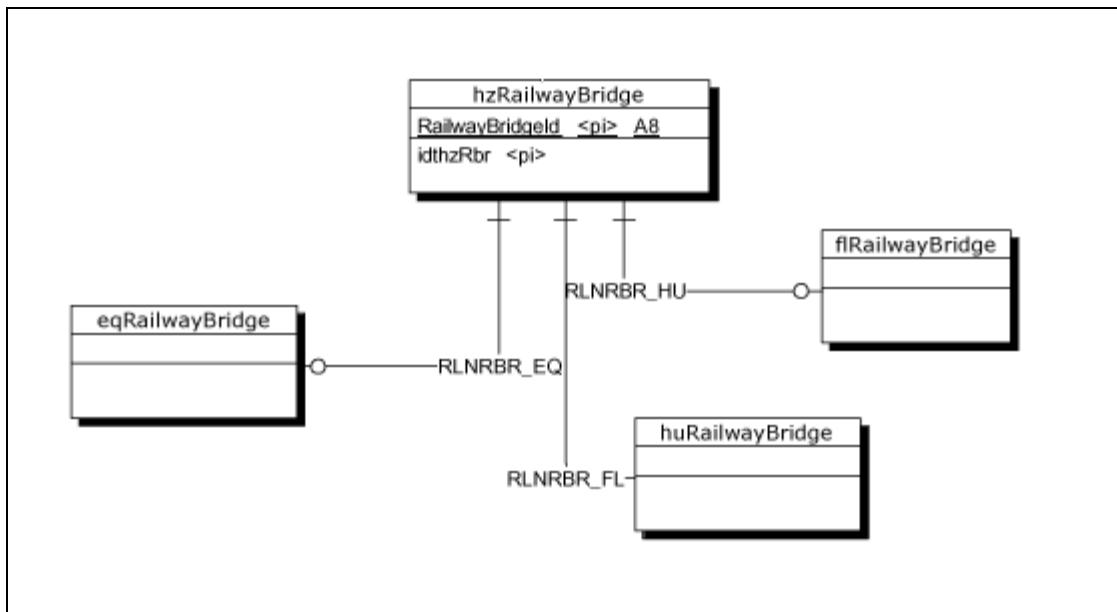 hzRailwayBridge
RailwayBridgeId <pi> A8
idthzRbr <pi>
flRailwayBridge
RLNRBR_HU
eqRailwayBridge
RLNRBR_EQ
huRailwayBridge
RLNRBR_FL